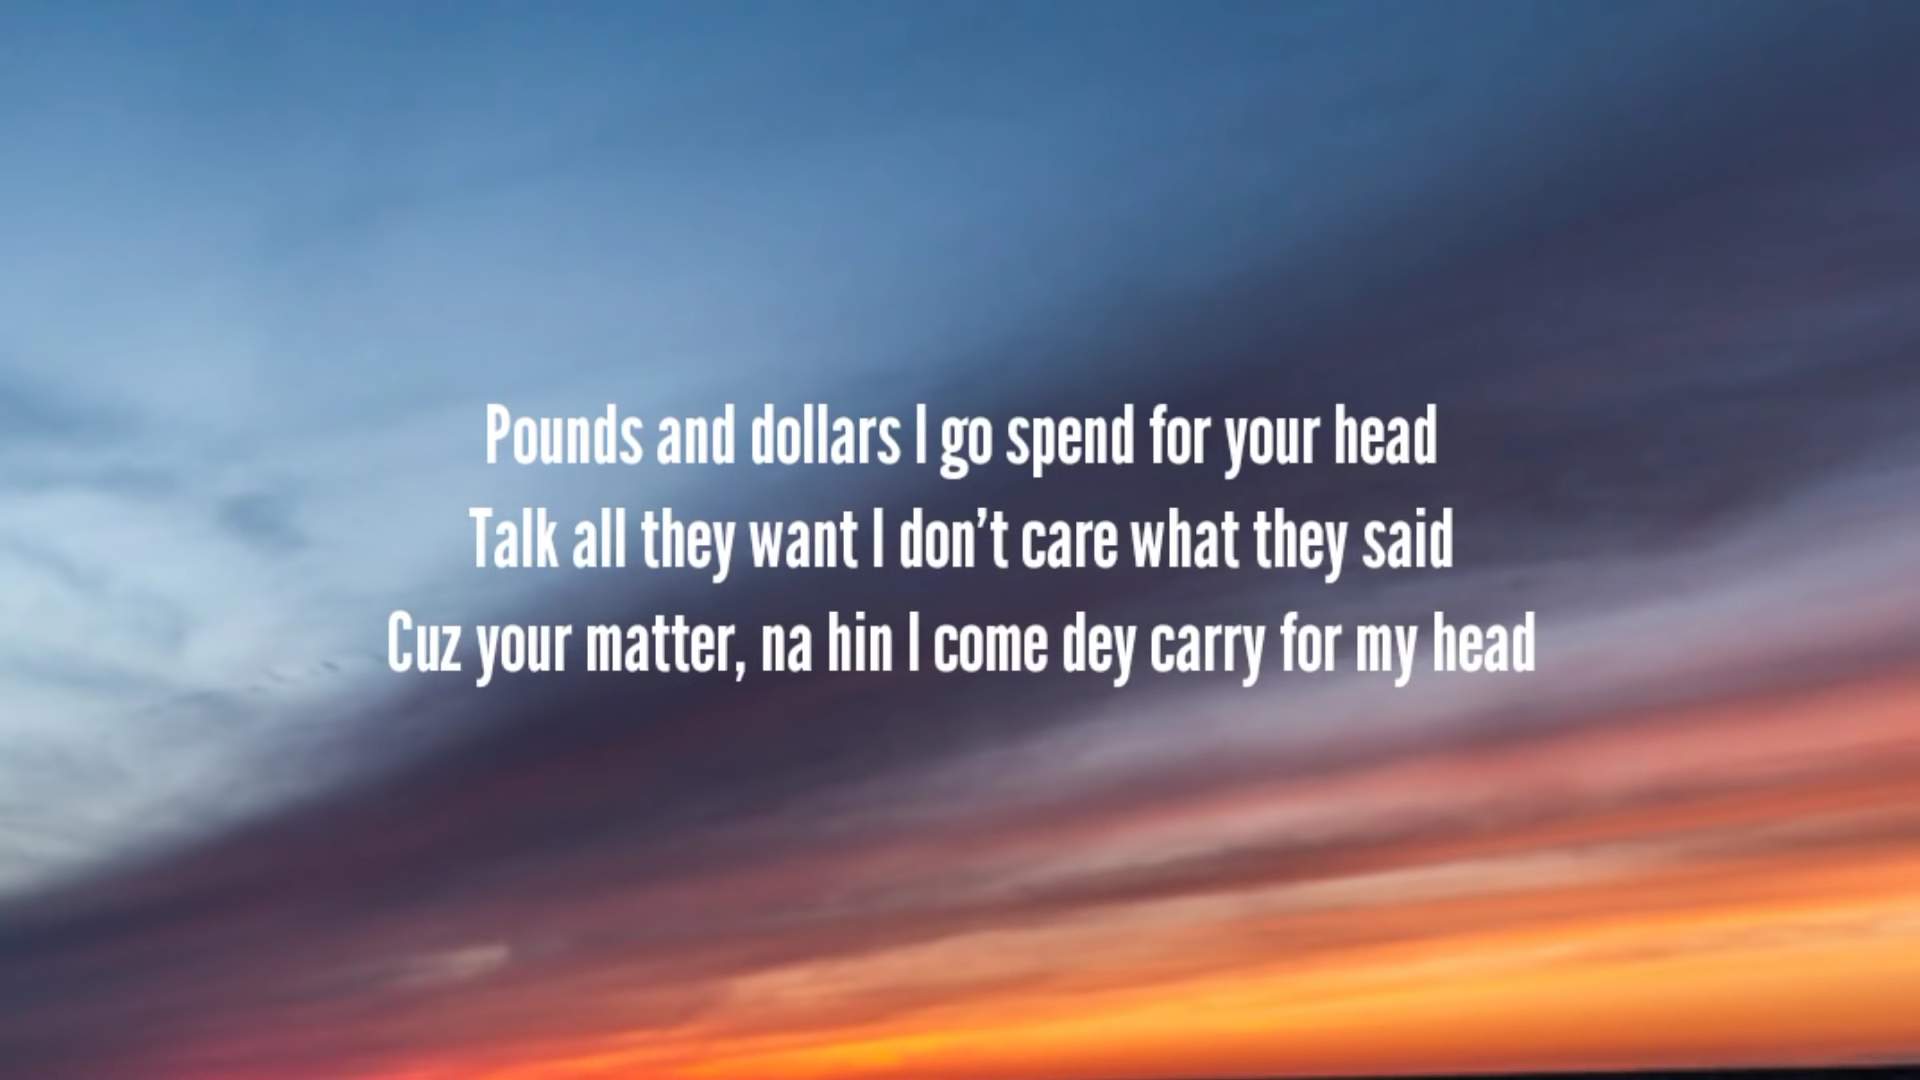 Pounds and dollars I go spend for your head
Talk all they want I don’t care what they said
Cuz your matter, na hin I come dey carry for my head